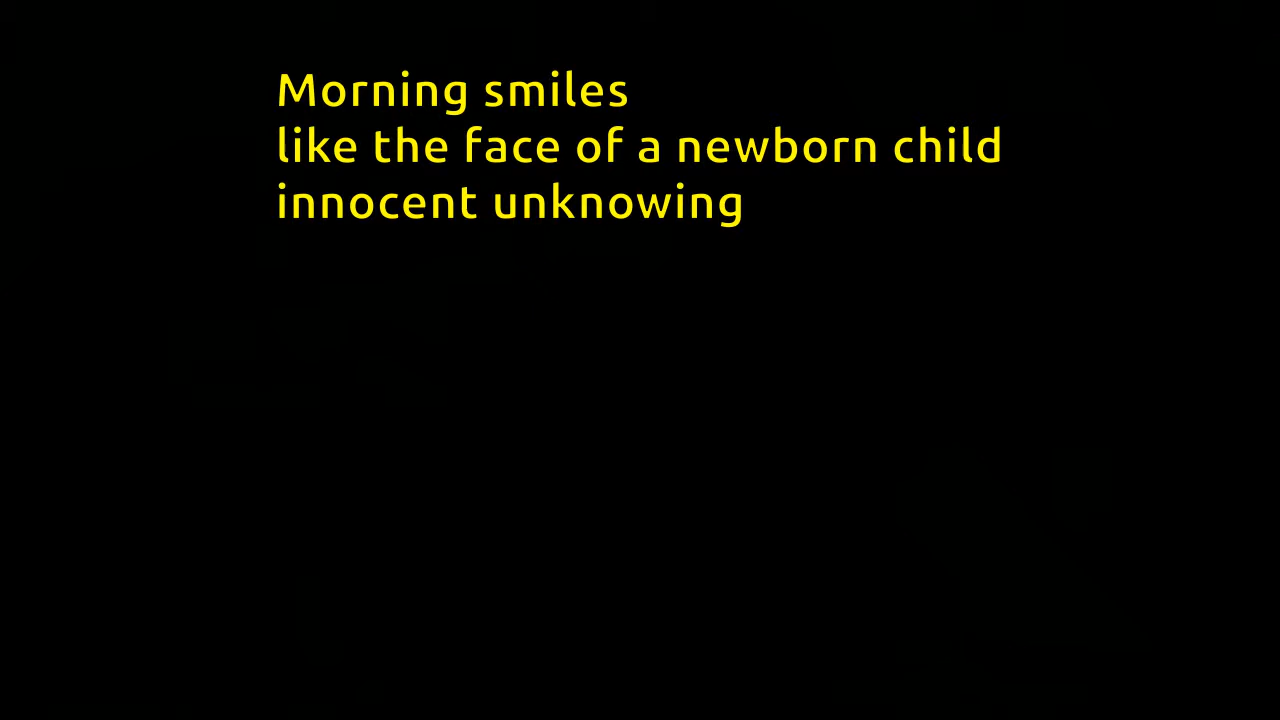 Morning smiles
like the face of a newborn child
innocent unknowing